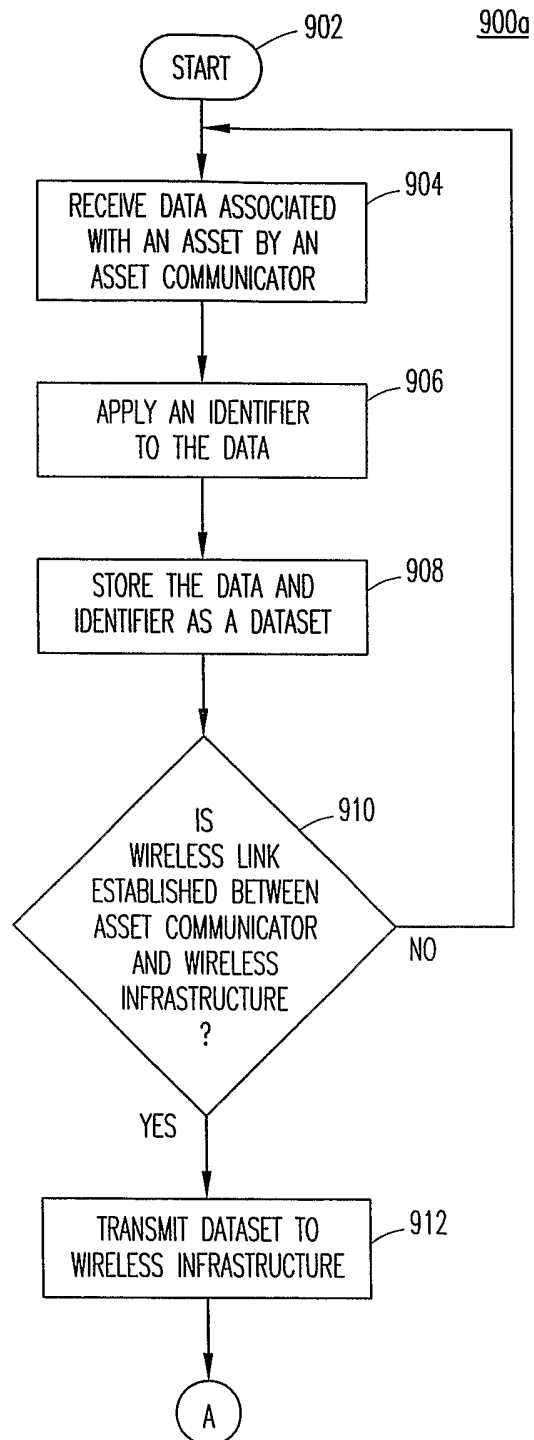 900a
902
START
904
RECEIVE DATA ASSOCIATED
WITH AN ASSET BY AN
ASSET COMMUNICATOR
906
APPLY AN IDENTIFIER
TO THE DATA
908
STORE THE DATA AND
IDENTIFIER AS A DATASET
910
IS
WIRELESS LINK
ESTABLISHED BETWEEN
ASSET COMMUNICATOR
AND WIRELESS
INFRASTRUCTURE
?
NO
YES
912
TRANSMIT DATASET TO
WIRELESS INFRASTRUCTURE
A